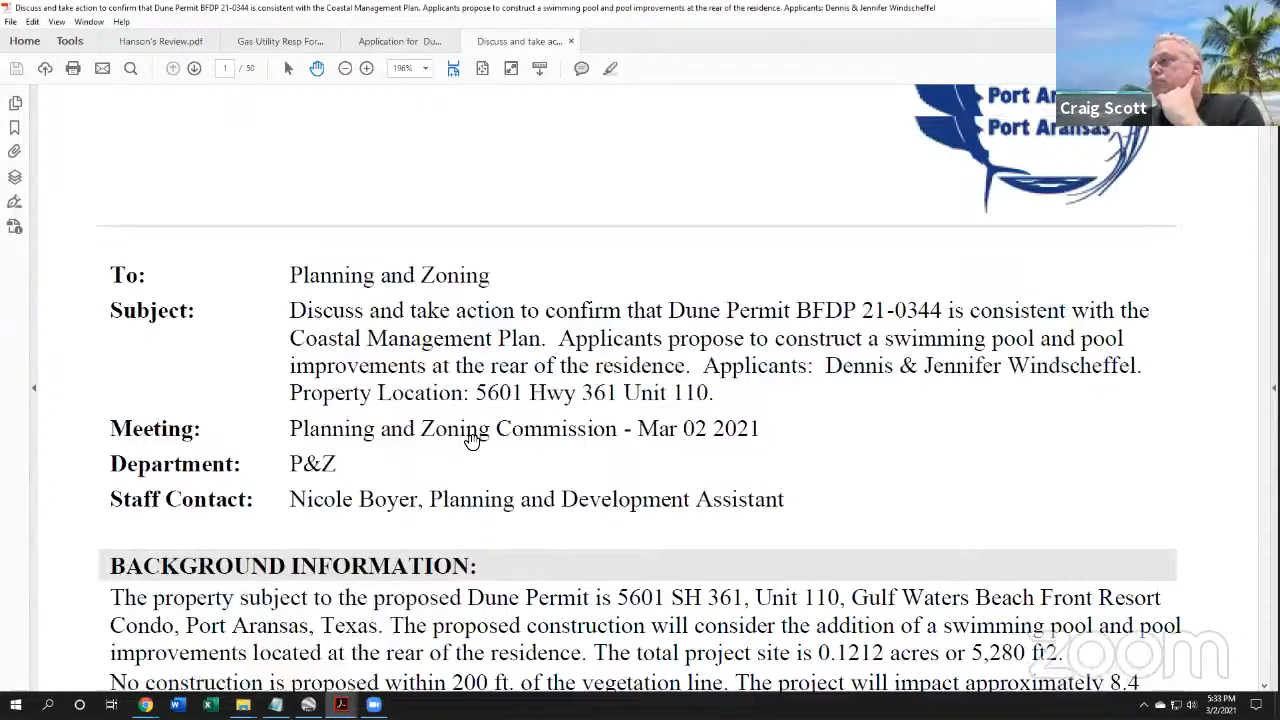 Discuss and take action to confirm that Dune Permit BFDP 21-0344 is consistent with the Coastal Management Plan. Applicants propose to construct a swimming pool and pool improvements at the rear of the residence. Applicants: Dennis & Jennifer Windscheffel
File Edit View Window Help
Home Tools Hanson's Review.pdf Gas Utility Resp For... Application for Du... Discuss and take ac... ×
1 / 50 196%
Craig Scott
Port Aransas
To: Planning and Zoning
Subject: Discuss and take action to confirm that Dune Permit BFDP 21-0344 is consistent with the
Coastal Management Plan. Applicants propose to construct a swimming pool and pool
improvements at the rear of the residence. Applicants: Dennis & Jennifer Windscheffel.
Property Location: 5601 Hwy 361 Unit 110.
Meeting: Planning and Zoning Commission - Mar 02 2021
Department: P&Z
Staff Contact: Nicole Boyer, Planning and Development Assistant
BACKGROUND INFORMATION:
The property subject to the proposed Dune Permit is 5601 SH 361, Unit 110, Gulf Waters Beach Front Resort
Condo, Port Aransas, Texas. The proposed construction will consider the addition of a swimming pool and pool
improvements located at the rear of the residence. The total project site is 0.1212 acres or 5,280 ft2.
No construction is proposed within 200 ft. of the vegetation line. The project will impact approximately 8.4
zoom
5:33 PM
3/2/2021